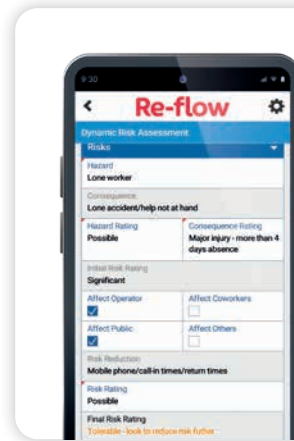 9:30
Re-flow
Dynamic Risk Assessment
Risks
Hazard
Lone worker
Consequence
Lone accident/help not at hand
Hazard Rating
Possible
Consequence Rating
Major injury - more than 4
days absence
Initial Risk Rating
Significant
Affect Operator
Affect Coworkers
Affect Public
Affect Others
Risk Reduction
Mobile phone/call-in times/return times
Risk Rating
Possible
Final Risk Rating
Tolerable - look to reduce risk futher